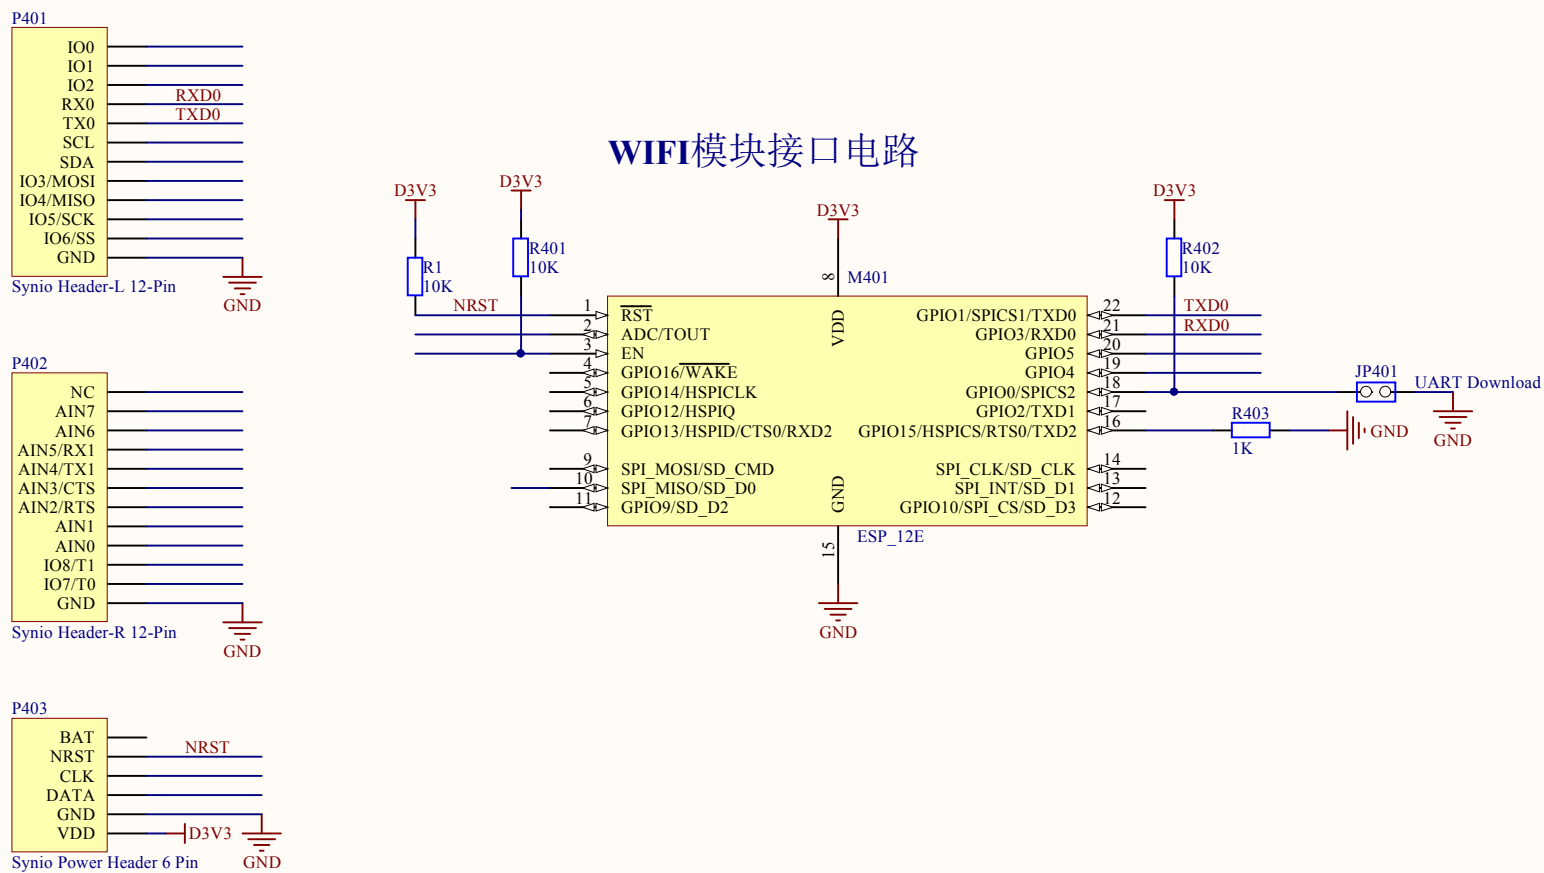 P401
IO0
IO1
IO2
RX0
RXD0
TX0
TXD0
SCL
SDA
IO3/MOSI
IO4/MISO
IO5/SCK
IO6/SS
GND
Synio Header-L 12-Pin
GND
P402
NC
AIN7
AIN6
AIN5/RX1
AIN4/TX1
AIN3/CTS
AIN2/RTS
AIN1
AIN0
IO8/T1
IO7/T0
GND
Synio Header-R 12-Pin
GND
P403
BAT
NRST
NRST
CLK
DATA
GND
VDD
D3V3
Synio Power Header 6 Pin
GND
WIFI模块接口电路
D3V3
R1
10K
NRST
D3V3
R401
10K
D3V3
8
M401
VDD
1 RST
2 ADC/TOUT
3 EN
4 GPIO16/WAKE
5 GPIO14/HSPICLK
6 GPIO12/HSPIQ
7 GPIO13/HSPID/CTS0/RXD2
9 SPI_MOSI/SD_CMD
10 SPI_MISO/SD_D0
11 GPIO9/SD_D2
GPIO1/SPICS1/TXD0 22 TXD0
GPIO3/RXD0 21 RXD0
GPIO5 20
GPIO4 19
GPIO0/SPICS2 18
GPIO2/TXD1 17
GPIO15/HSPICS/RTS0/TXD2 16
SPI_CLK/SD_CLK 14
SPI_INT/SD_D1 13
GPIO10/SPI_CS/SD_D3 12
GND
15
ESP_12E
GND
D3V3
R402
10K
JP401
UART Download
GND
R403
1K
GND